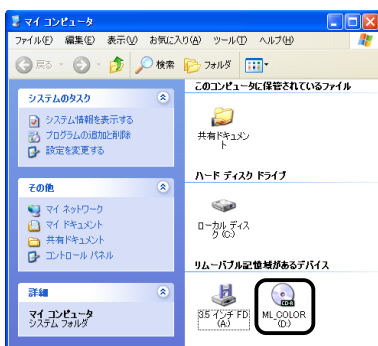 マイ コンピュータ
ファイル(F) 編集(E) 表示(V) お気に入り(A) ツール(T) ヘルプ(H)
戻る 検索 フォルダ
システムのタスク
システム情報を表示する
プログラムの追加と削除
設定を変更する
その他
マイ ネットワーク
マイ ドキュメント
共有ドキュメント
コントロール パネル
詳細
マイ コンピュータ
システム フォルダ
このコンピュータに保管されているファイル
共有ドキュメン
ト
ハード ディスク ドライブ
ローカル ディス
ク (C:)
リムーバブル記憶域があるデバイス
3.5 インチ FD
(A:)
CD-R
ML_COLOR
(D:)